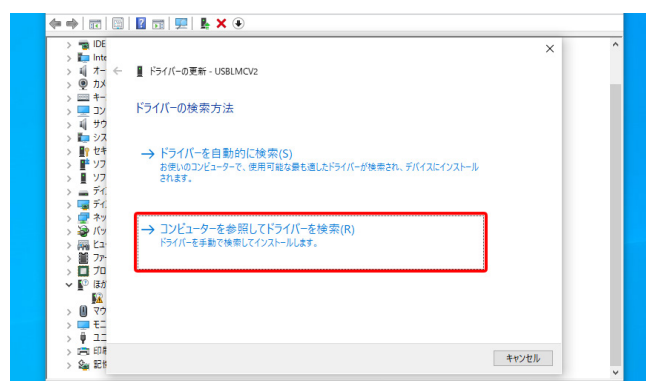 IDE
Inte
オー
カメ
キー
コン
サウ
シス
セキ
ソフ
ソフ
ディ
ディ
ネッ
バッ
ヒュー
ファ
プロ
ほか
マウ
モニ
ユニ
印刷
記憶
ドライバーの更新 - USBLMCV2
ドライバーの検索方法
→ ドライバーを自動的に検索(S)
お使いのコンピューターで、使用可能な最も適したドライバーが検索され、デバイスにインストール
されます。
→ コンピューターを参照してドライバーを検索(R)
ドライバーを手動で検索してインストールします。
キャンセル